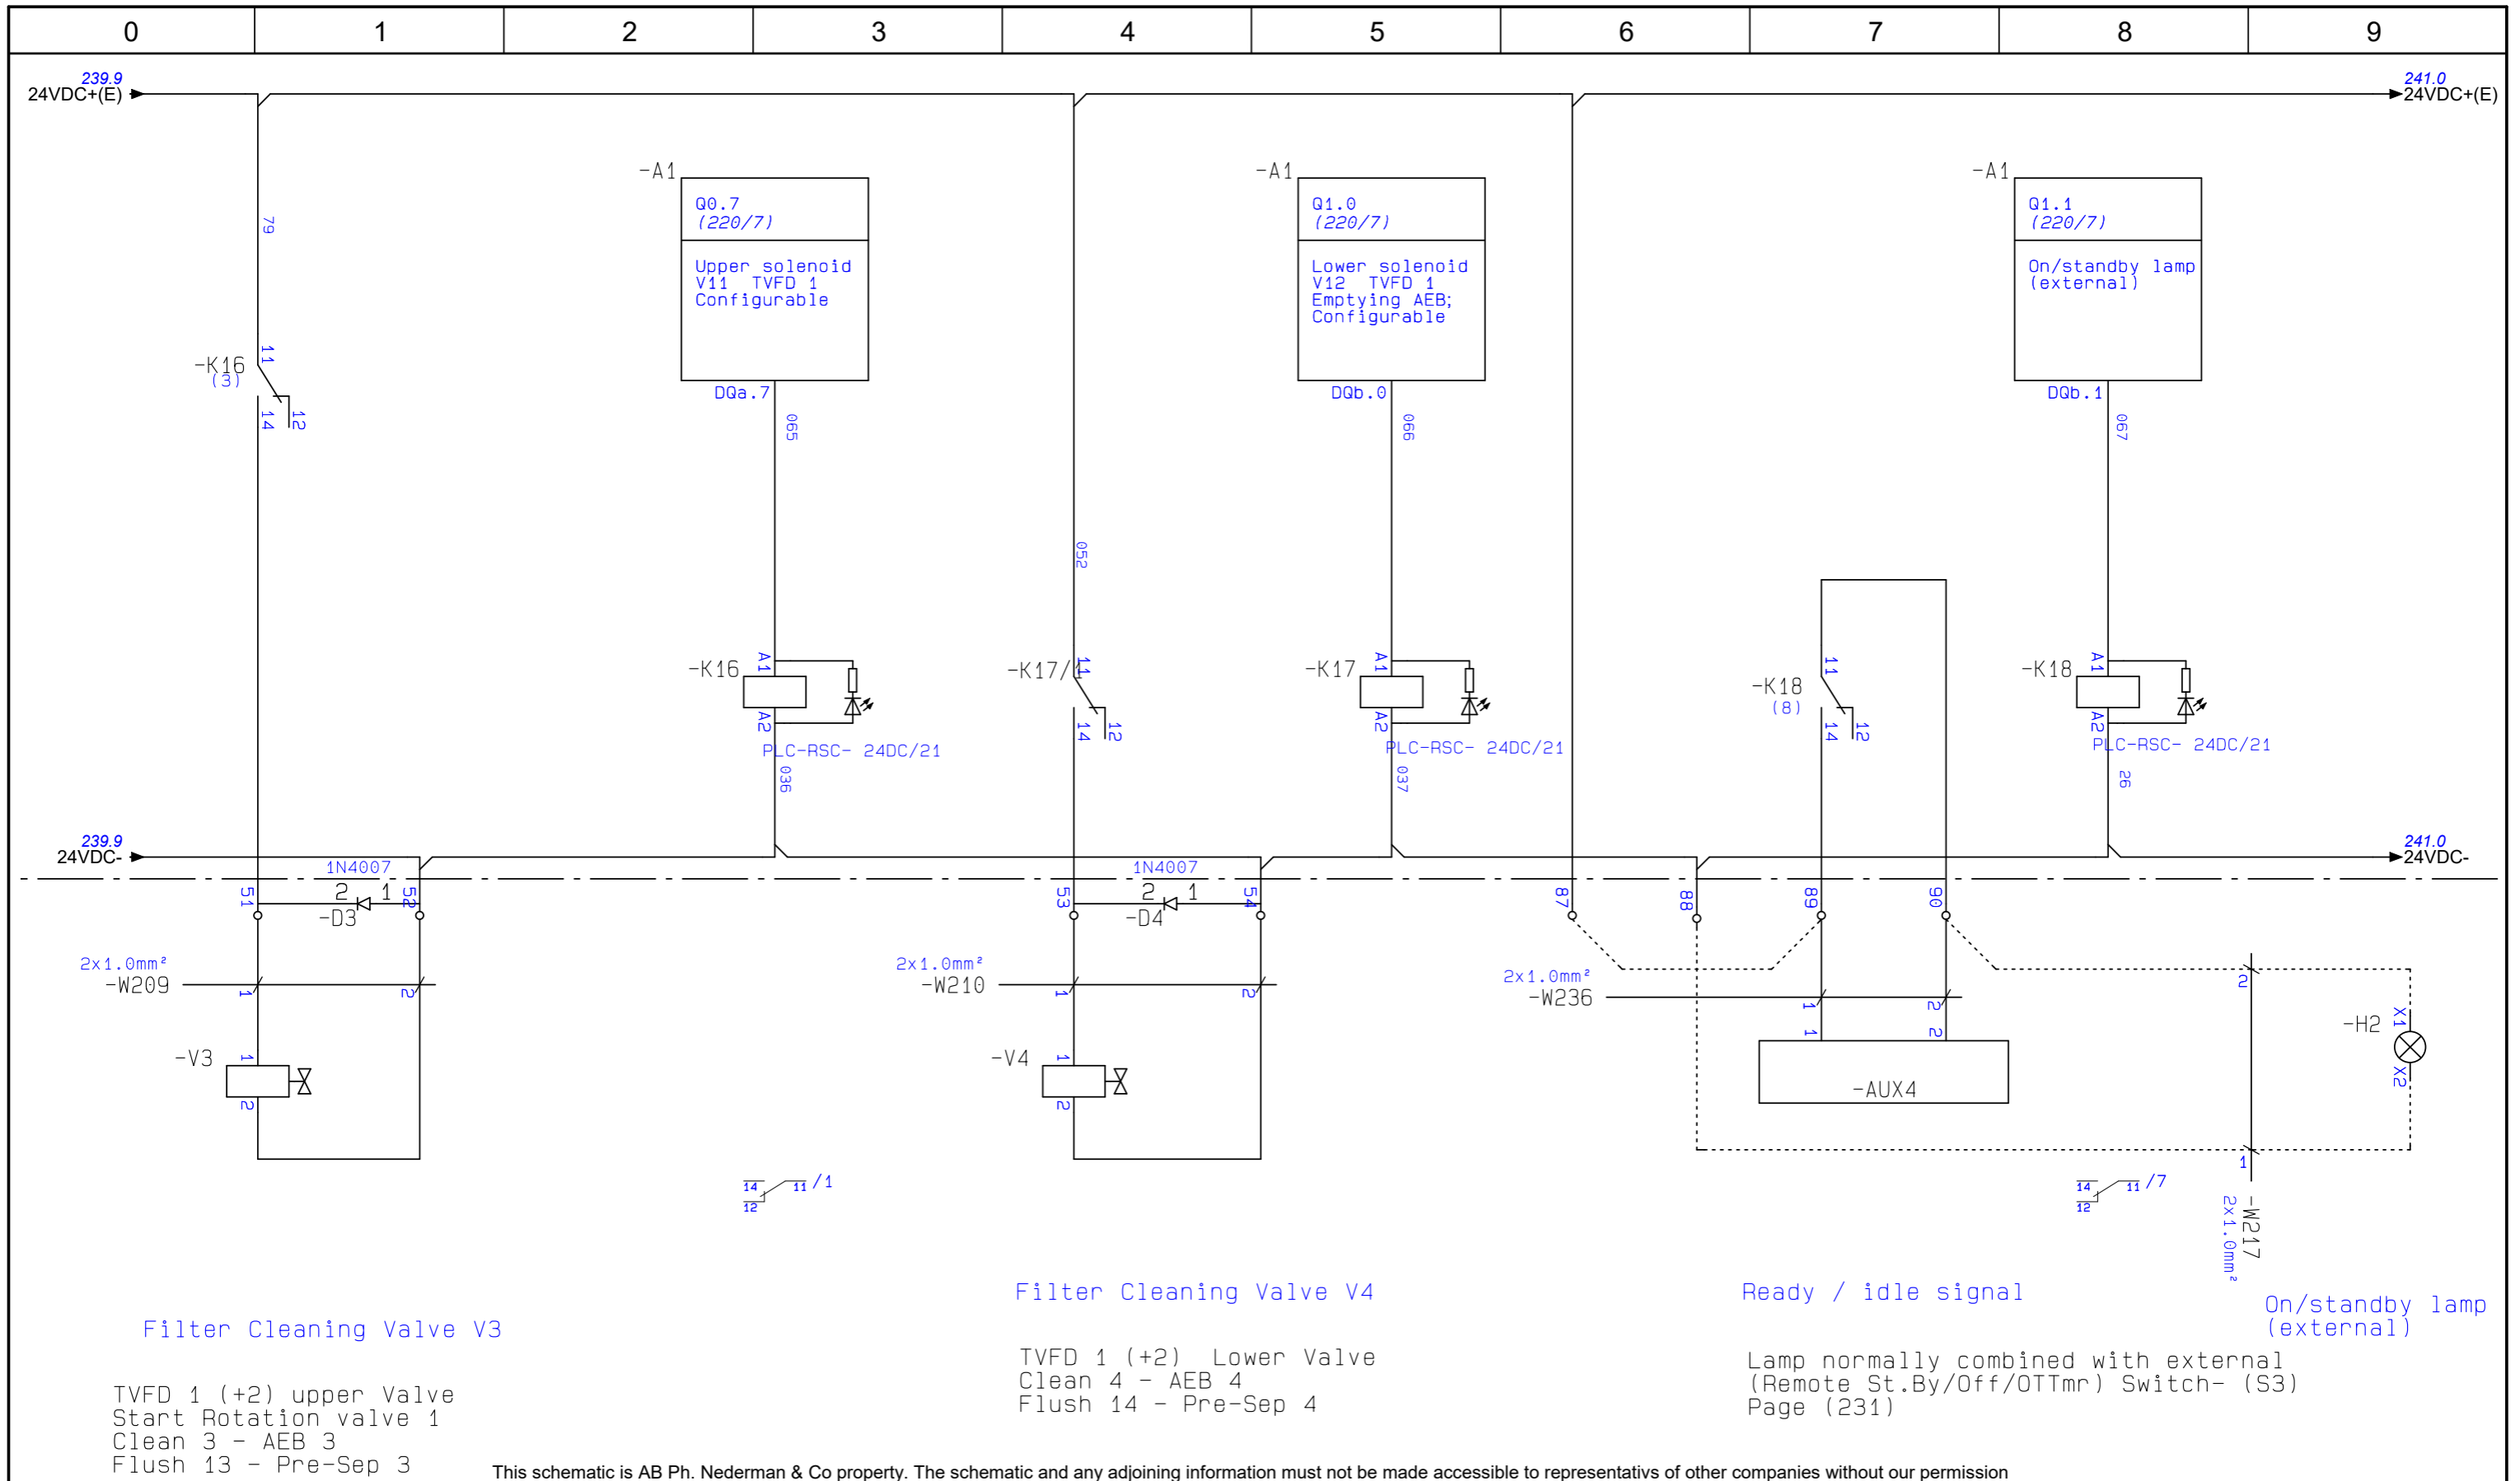 0 1 2 3 4 5 6 7 8 9
239.9
24VDC+(E)
241.0
24VDC+(E)
79
-K16
(3)
11
14
12
-A1
Q0.7
(220/7)
Upper solenoid
V11 TVFD 1
Configurable
DQa.7
065
-K16
A1
A2
PLC-RSC- 24DC/21
036
052
-K17/1
11
14
12
-A1
Q1.0
(220/7)
Lower solenoid
V12 TVFD 1
Emptying AEB;
Configurable
DQb.0
066
-K17
A1
A2
PLC-RSC- 24DC/21
037
-K18
(8)
11
14
12
-A1
Q1.1
(220/7)
On/standby lamp
(external)
DQb.1
067
-K18
A1
A2
PLC-RSC- 24DC/21
26
239.9
24VDC-
241.0
24VDC-
51
1N4007
2 1
-D3
52
2x1.0mm²
-W209
1
2
-V3
1
2
53
1N4007
2 1
-D4
54
2x1.0mm²
-W210
1
2
-V4
1
2
87
88
89
90
2x1.0mm²
-W236
1
2
1
2
-AUX4
2
-H2
X1
X2
1
-W217
2x1.0mm²
14 11 /1
12
14 11 /7
12
Filter Cleaning Valve V3
TVFD 1 (+2) upper Valve
Start Rotation valve 1
Clean 3 - AEB 3
Flush 13 - Pre-Sep 3
Filter Cleaning Valve V4
TVFD 1 (+2) Lower Valve
Clean 4 - AEB 4
Flush 14 - Pre-Sep 4
Ready / idle signal
Lamp normally combined with external
(Remote St.By/Off/OTTmr) Switch- (S3)
Page (231)
On/standby lamp
(external)
This schematic is AB Ph. Nederman & Co property. The schematic and any adjoining information must not be made accessible to representativs of other companies without our permission